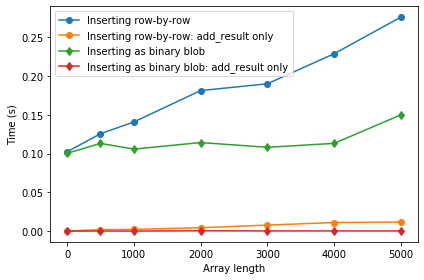 Inserting row-by-row
Inserting row-by-row: add_result only
Inserting as binary blob
Inserting as binary blob: add_result only
0.25
0.20
0.15
0.10
0.05
0.00
Time (s)
0 1000 2000 3000 4000 5000
Array length